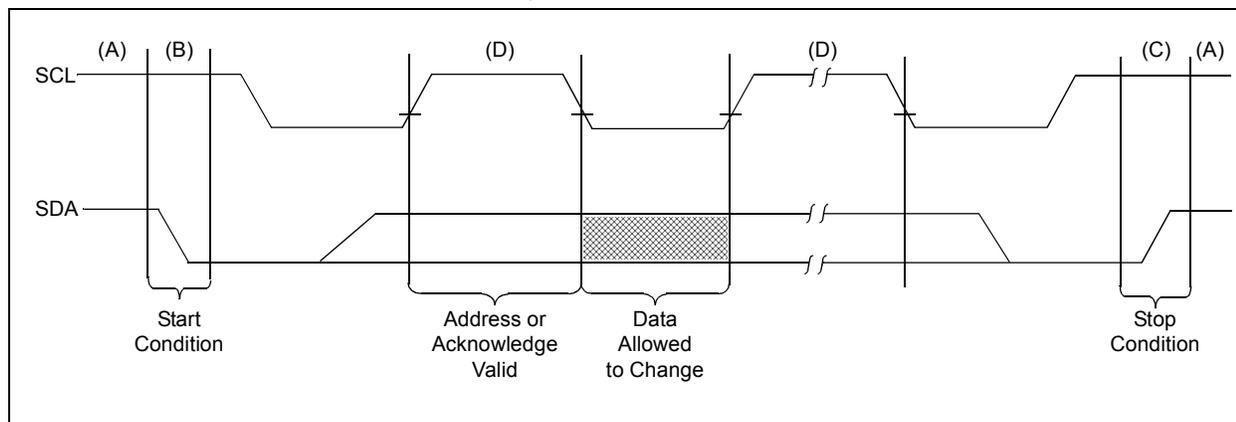 (A) (B) (D) (D) (C) (A)
SCL
SDA
Start
Condition
Address or
Acknowledge
Valid
Data
Allowed
to Change
Stop
Condition